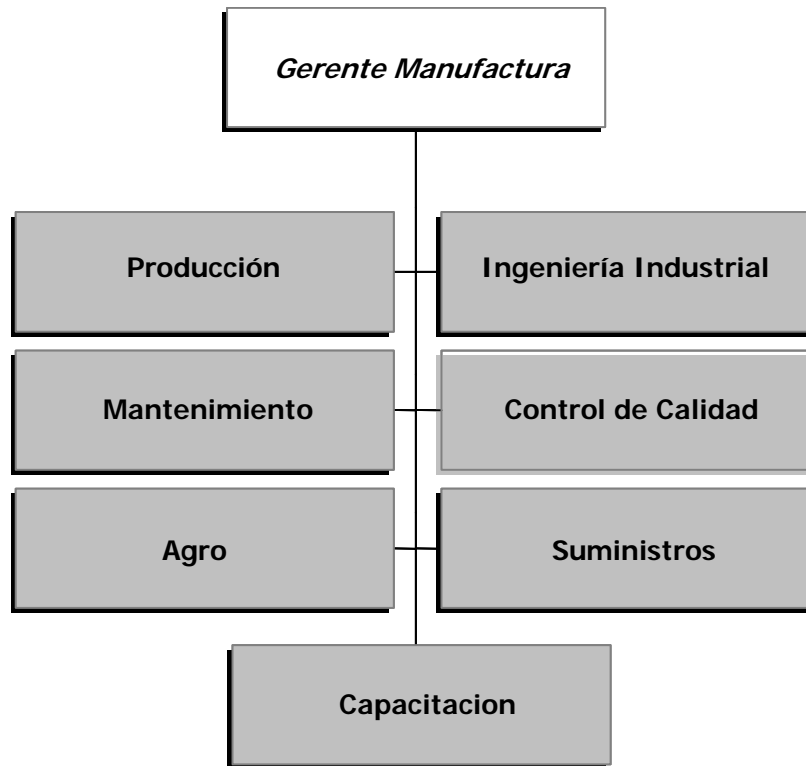 Gerente Manufactura
Producción
Ingeniería Industrial
Mantenimiento
Control de Calidad
Agro
Suministros
Capacitacion